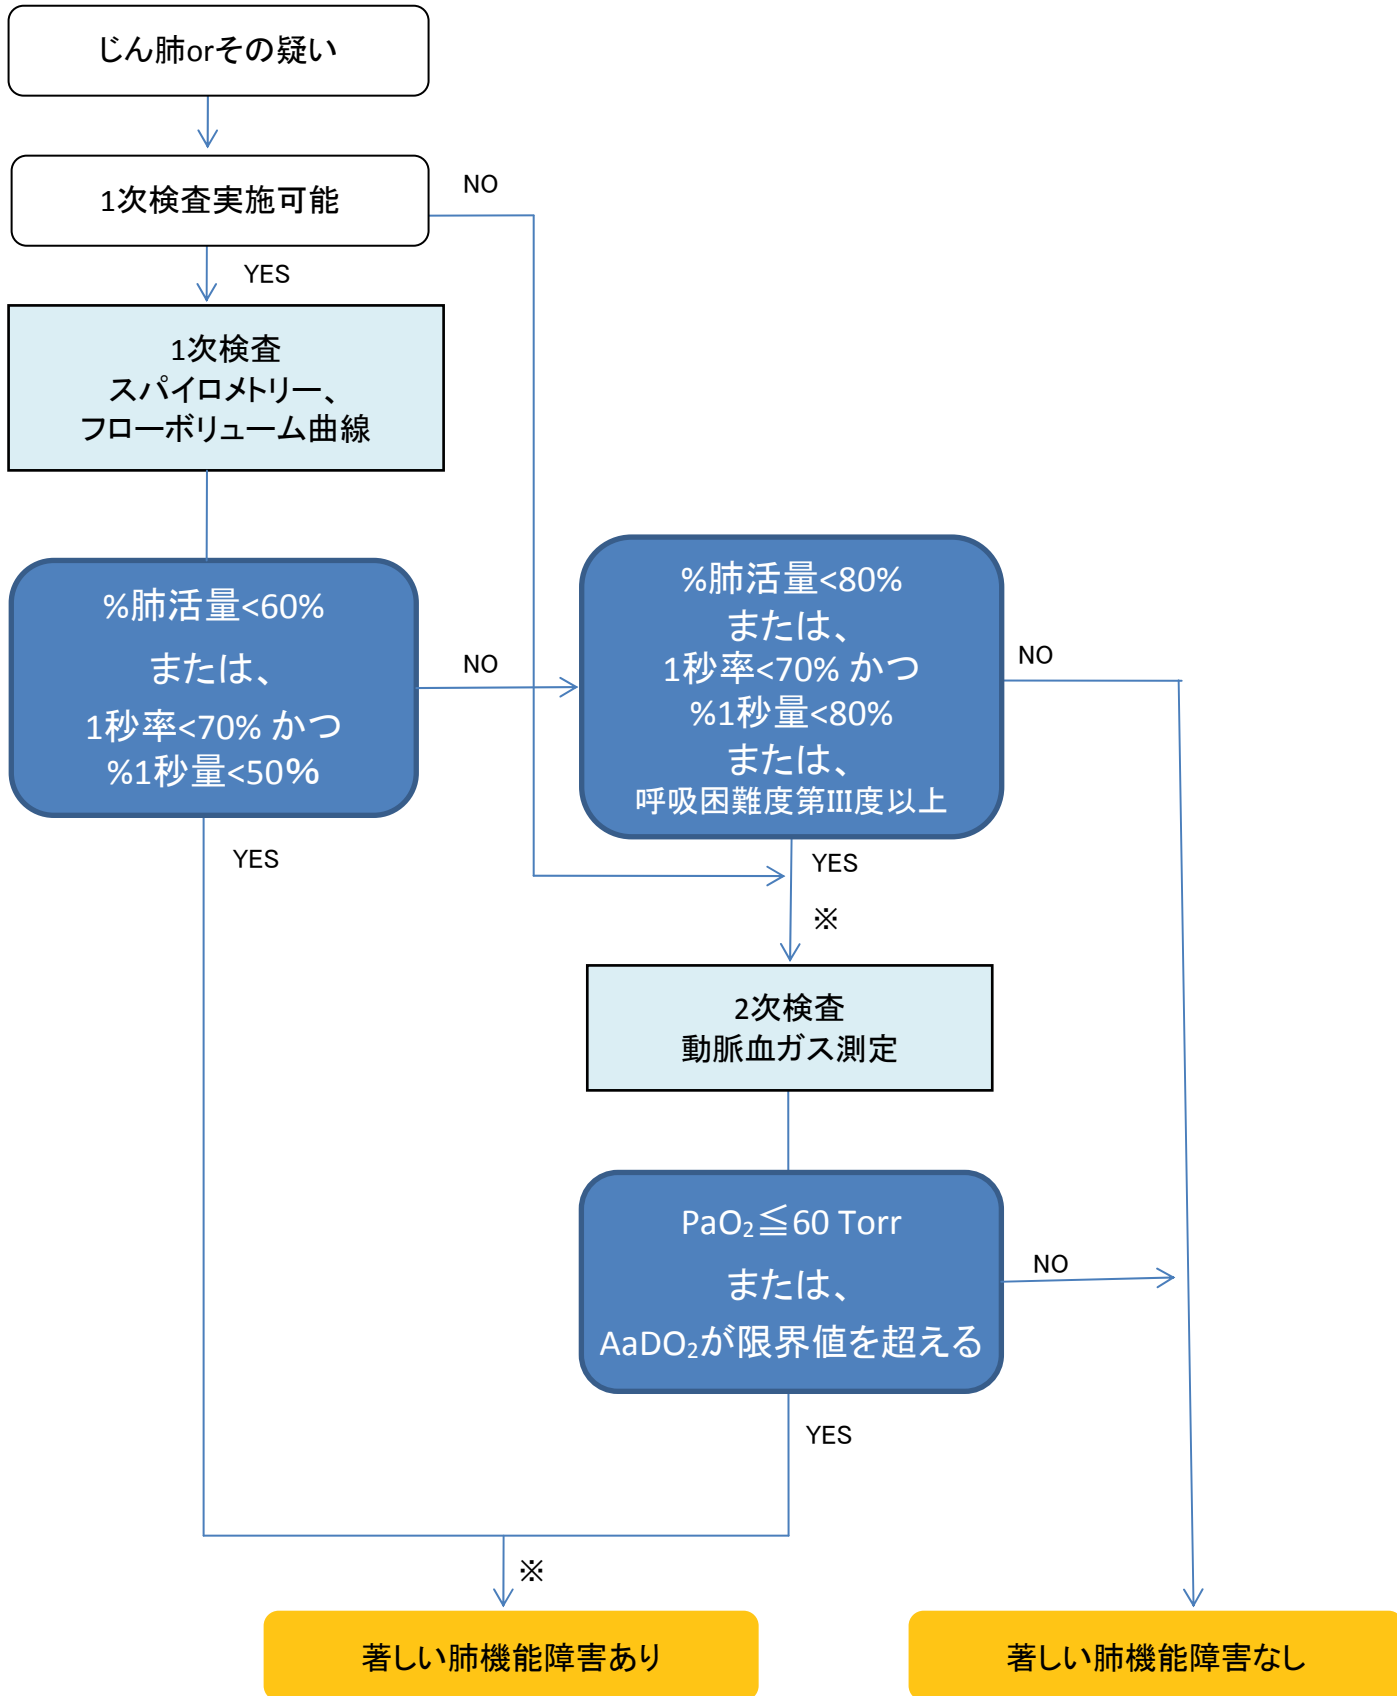 じん肺orその疑い
1次検査実施可能
NO
YES
1次検査
スパイロメトリー、
フローボリューム曲線
%肺活量<60%
または、
1秒率<70% かつ
%1秒量<50%
NO
YES
%肺活量<80%
または、
1秒率<70% かつ
%1秒量<80%
または、
呼吸困難度第III度以上
NO
YES
※
2次検査
動脈血ガス測定
PaO₂≦60 Torr
または、
AaDO₂が限界値を超える
NO
YES
※
著しい肺機能障害あり
著しい肺機能障害なし